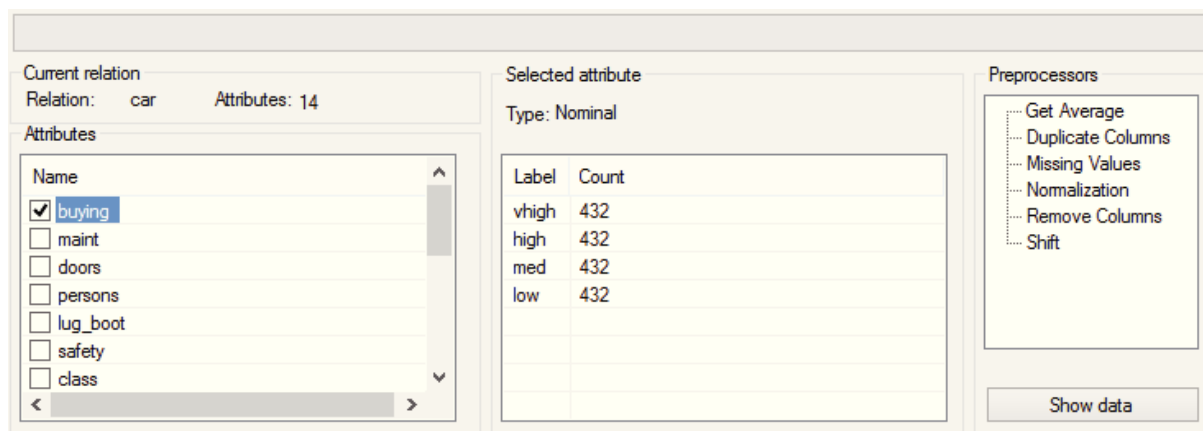 Current relation
Relation: car Attributes: 14
Attributes
Name
buying
maint
doors
persons
lug_boot
safety
class
Selected attribute
Type: Nominal
Label Count
vhigh 432
high 432
med 432
low 432
Preprocessors
Get Average
Duplicate Columns
Missing Values
Normalization
Remove Columns
Shift
Show data